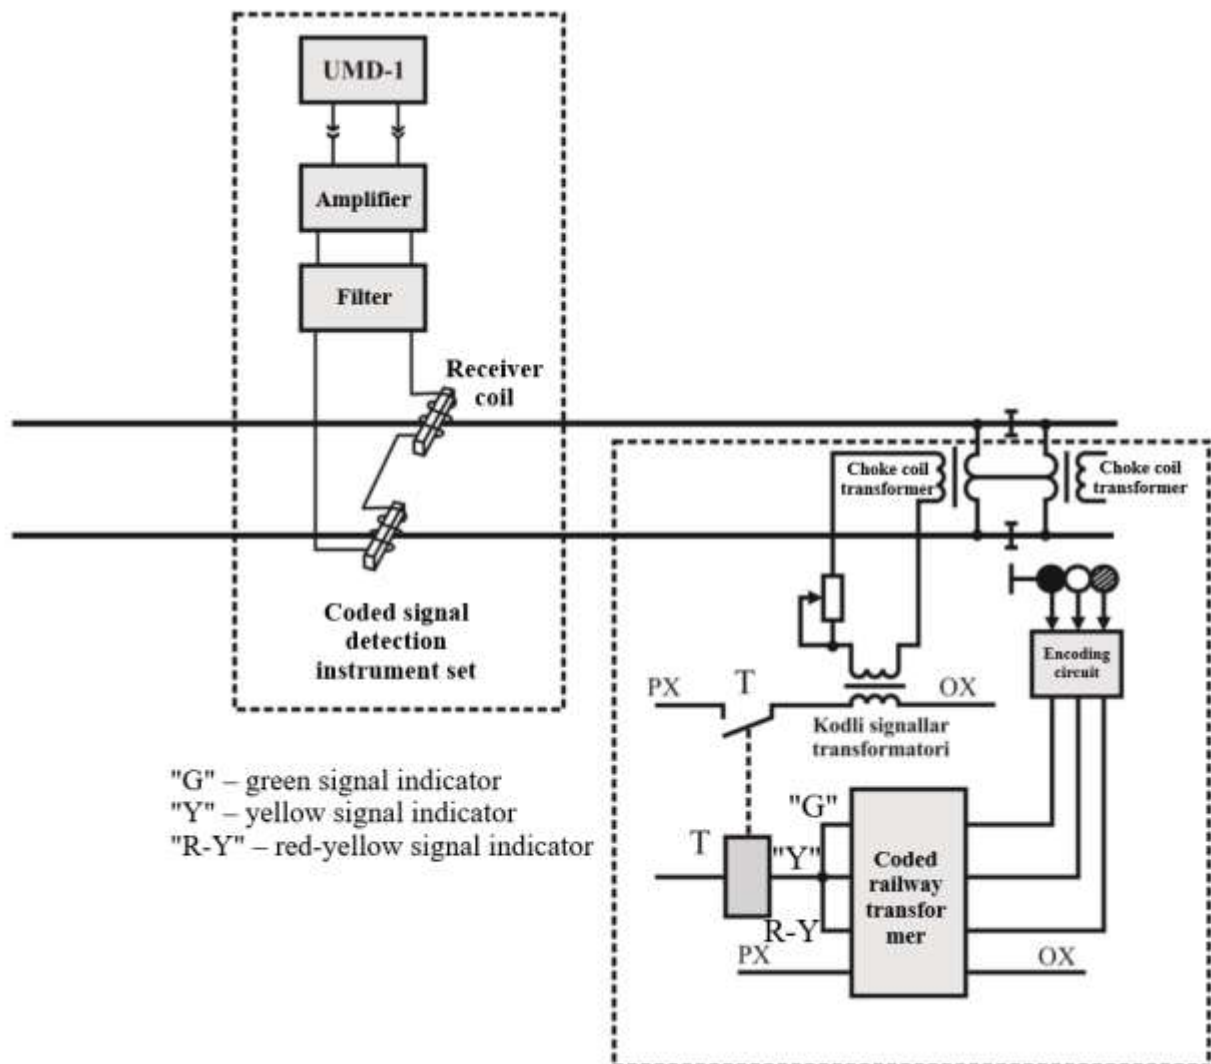 UMD-1
Amplifier
Filter
Receiver
coil
Coded signal
detection
instrument set
Choke coil
transformer
Choke coil
transformer
Encoding
circuit
PX
T
OX
Kodli signallar
transformatori
"G" – green signal indicator
"Y" – yellow signal indicator
"R-Y" – red-yellow signal indicator
"G"
T
"Y"
R-Y
Coded
railway
transfor
mer
PX
OX